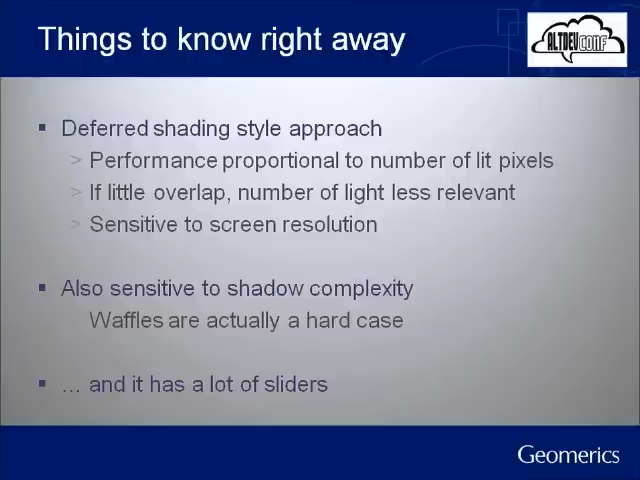 Things to know right away
ALTDEVCONF
Deferred shading style approach
> Performance proportional to number of lit pixels
> If little overlap, number of light less relevant
> Sensitive to screen resolution
Also sensitive to shadow complexity
Waffles are actually a hard case
… and it has a lot of sliders
Geomerics